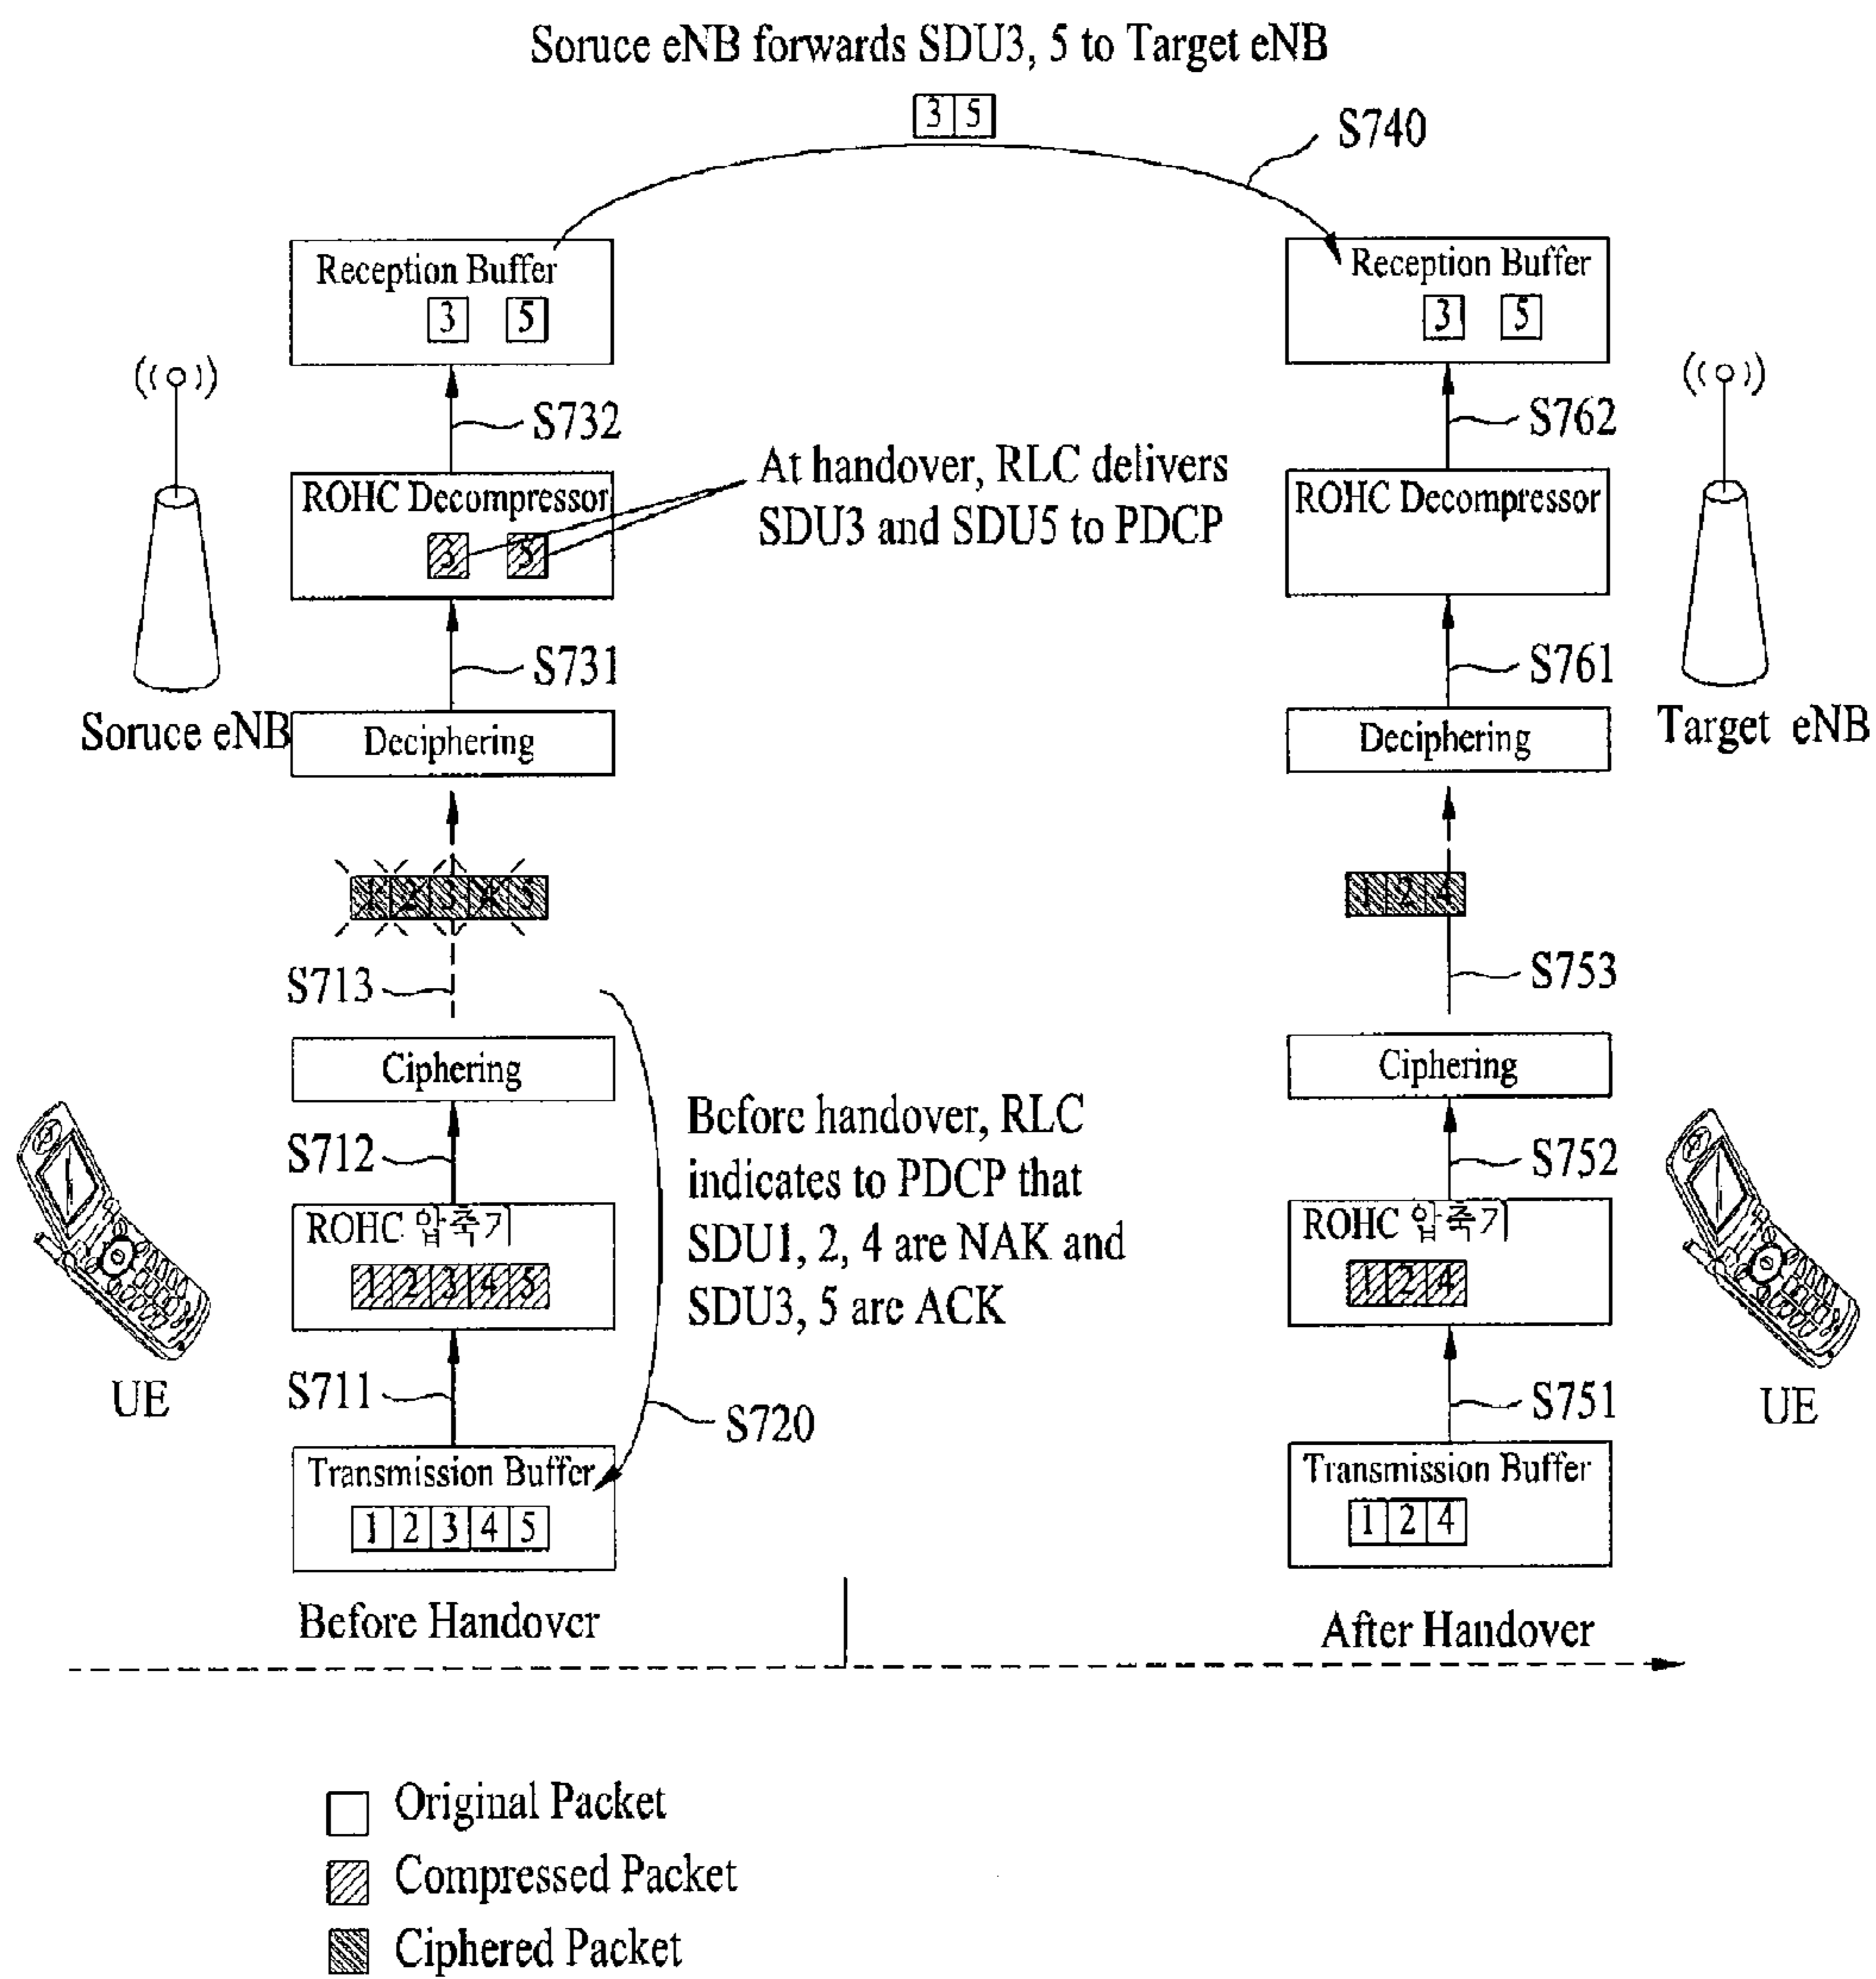 Soruce eNB forwards SDU3, 5 to Target eNB
3 5
S740
Reception Buffer
3 5
Reception Buffer
3 5
S732
S762
ROHC Decompressor
3 5
At handover, RLC delivers
SDU3 and SDU5 to PDCP
ROHC Decompressor
S731
S761
Soruce eNB
Deciphering
Deciphering
Target eNB
1 2 3 4 5
1 2 4
S713
S753
Ciphering
Ciphering
S712
S752
Before handover, RLC
indicates to PDCP that
SDU1, 2, 4 are NAK and
SDU3, 5 are ACK
ROHC 압축기
1 2 3 4 5
ROHC 압축기
1 2 4
UE
S711
S751
UE
S720
Transmission Buffer
1 2 3 4 5
Transmission Buffer
1 2 4
Before Handover
After Handover
Original Packet
Compressed Packet
Ciphered Packet